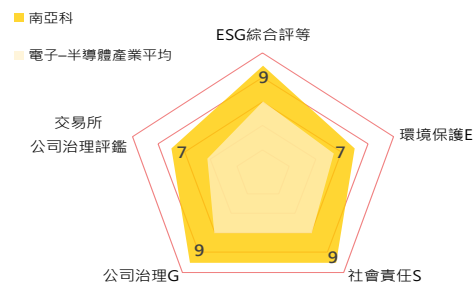 南亞科
電子–半導體產業平均
ESG綜合評等
9
交易所
公司治理評鑑
7
7
環境保護E
9
9
公司治理G
社會責任S